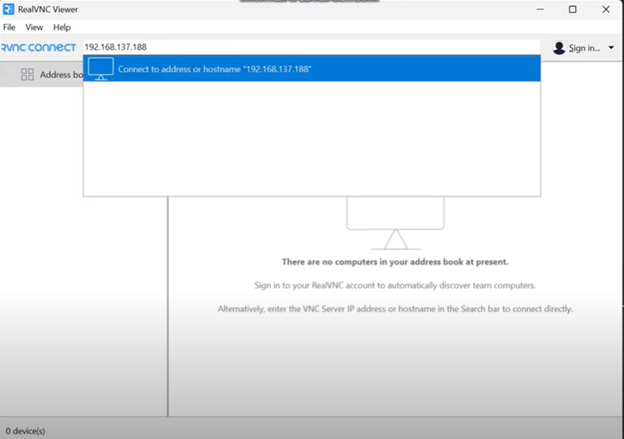 RealVNC Viewer
File View Help
RVNC CONNECT 192.168.137.188 Sign in...
Connect to address or hostname "192.168.137.188"
Address bo
There are no computers in your address book at present.
Sign in to your RealVNC account to automatically discover team computers.
Alternatively, enter the VNC Server IP address or hostname in the Search bar to connect directly.
0 device(s)